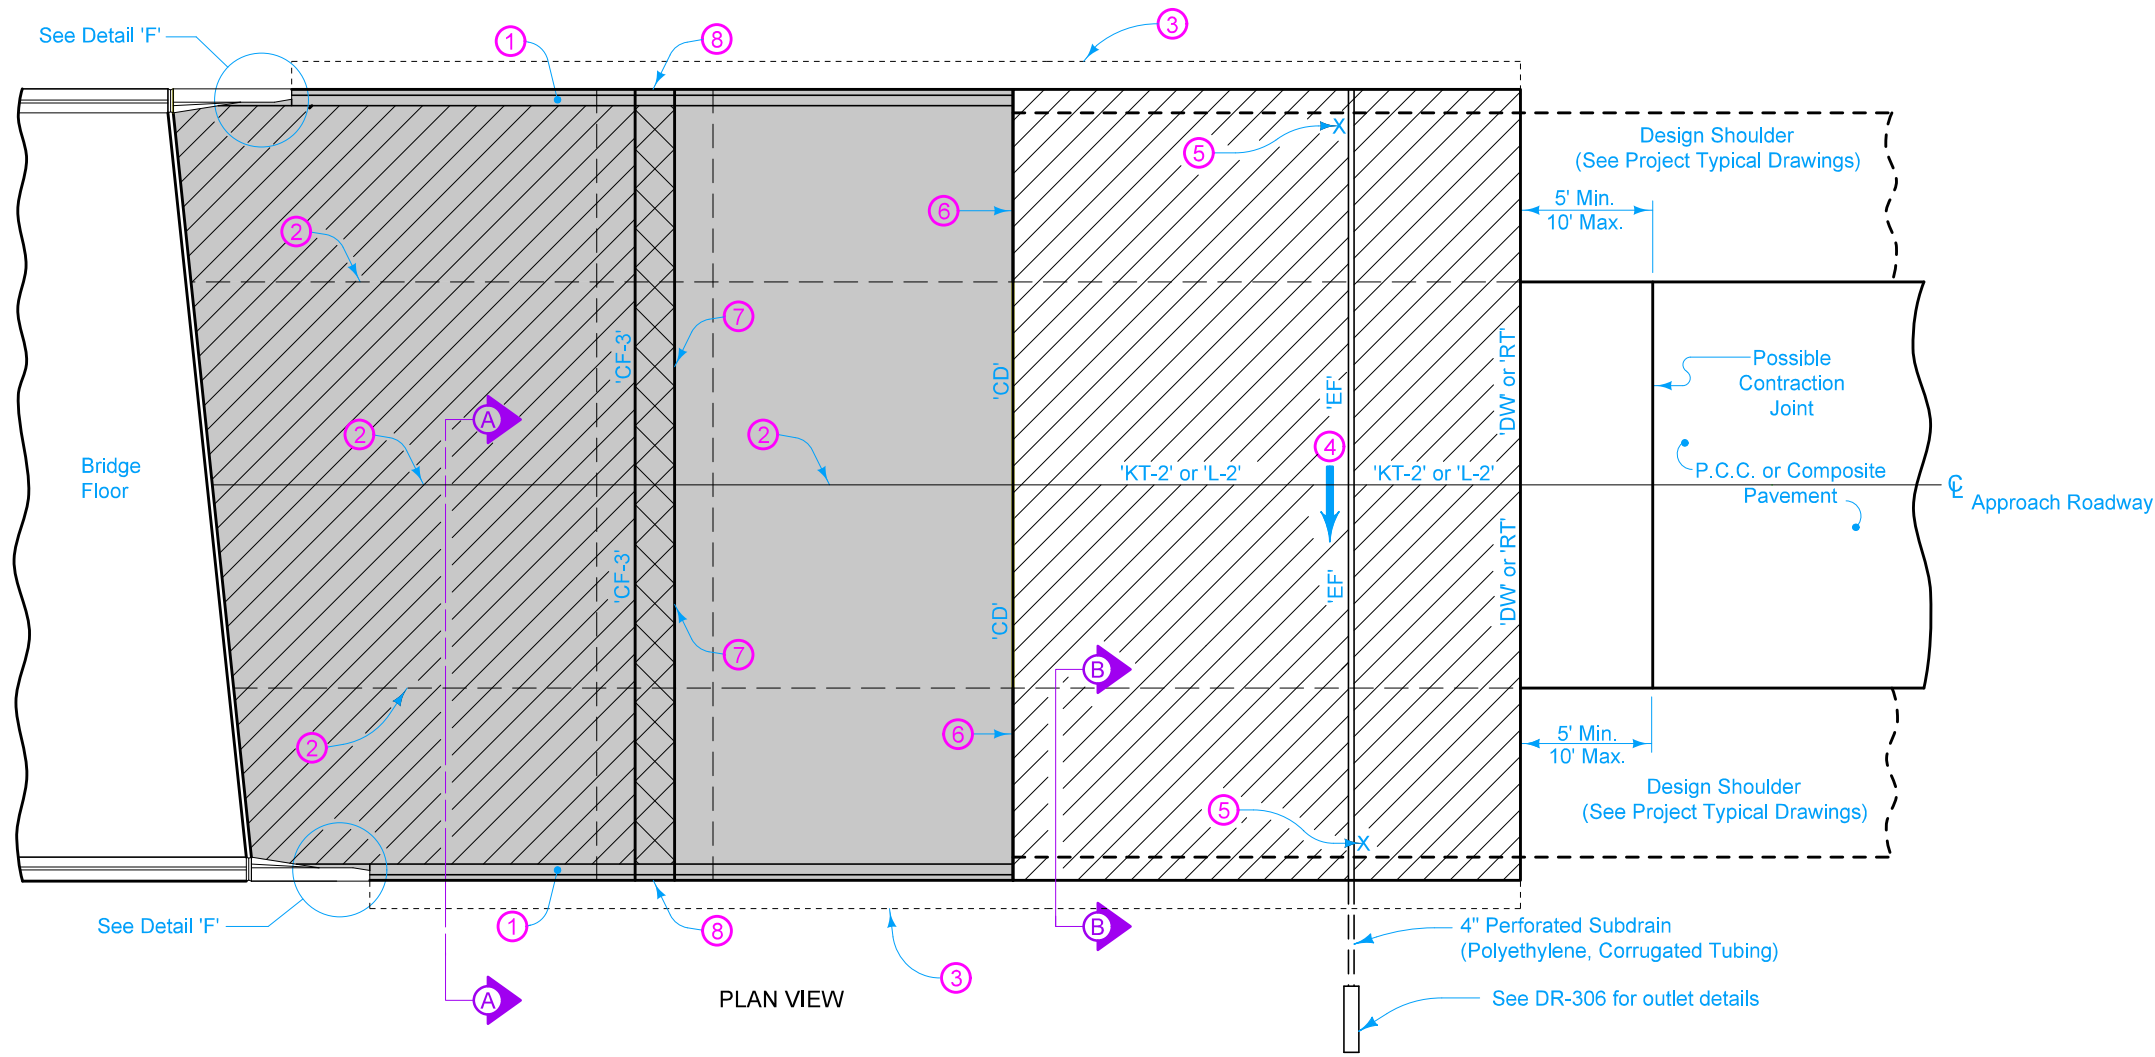 See Detail 'F'
1
8
3
5
Design Shoulder
(See Project Typical Drawings)
5' Min.
10' Max.
6
2
7
'CF-3'
'CD'
'EF'
'DW' or 'RT'
Possible
Contraction
Joint
A
2
2
4
Bridge
Floor
'KT-2' or 'L-2'
'KT-2' or 'L-2'
P.C.C. or Composite
Pavement
CL
Approach Roadway
'CF-3'
'CD'
'EF'
'DW' or 'RT'
7
B
6
2
5' Min.
10' Max.
5
Design Shoulder
(See Project Typical Drawings)
See Detail 'F'
1
8
B
4" Perforated Subdrain
(Polyethylene, Corrugated Tubing)
3
A
PLAN VIEW
See DR-306 for outlet details
X
X